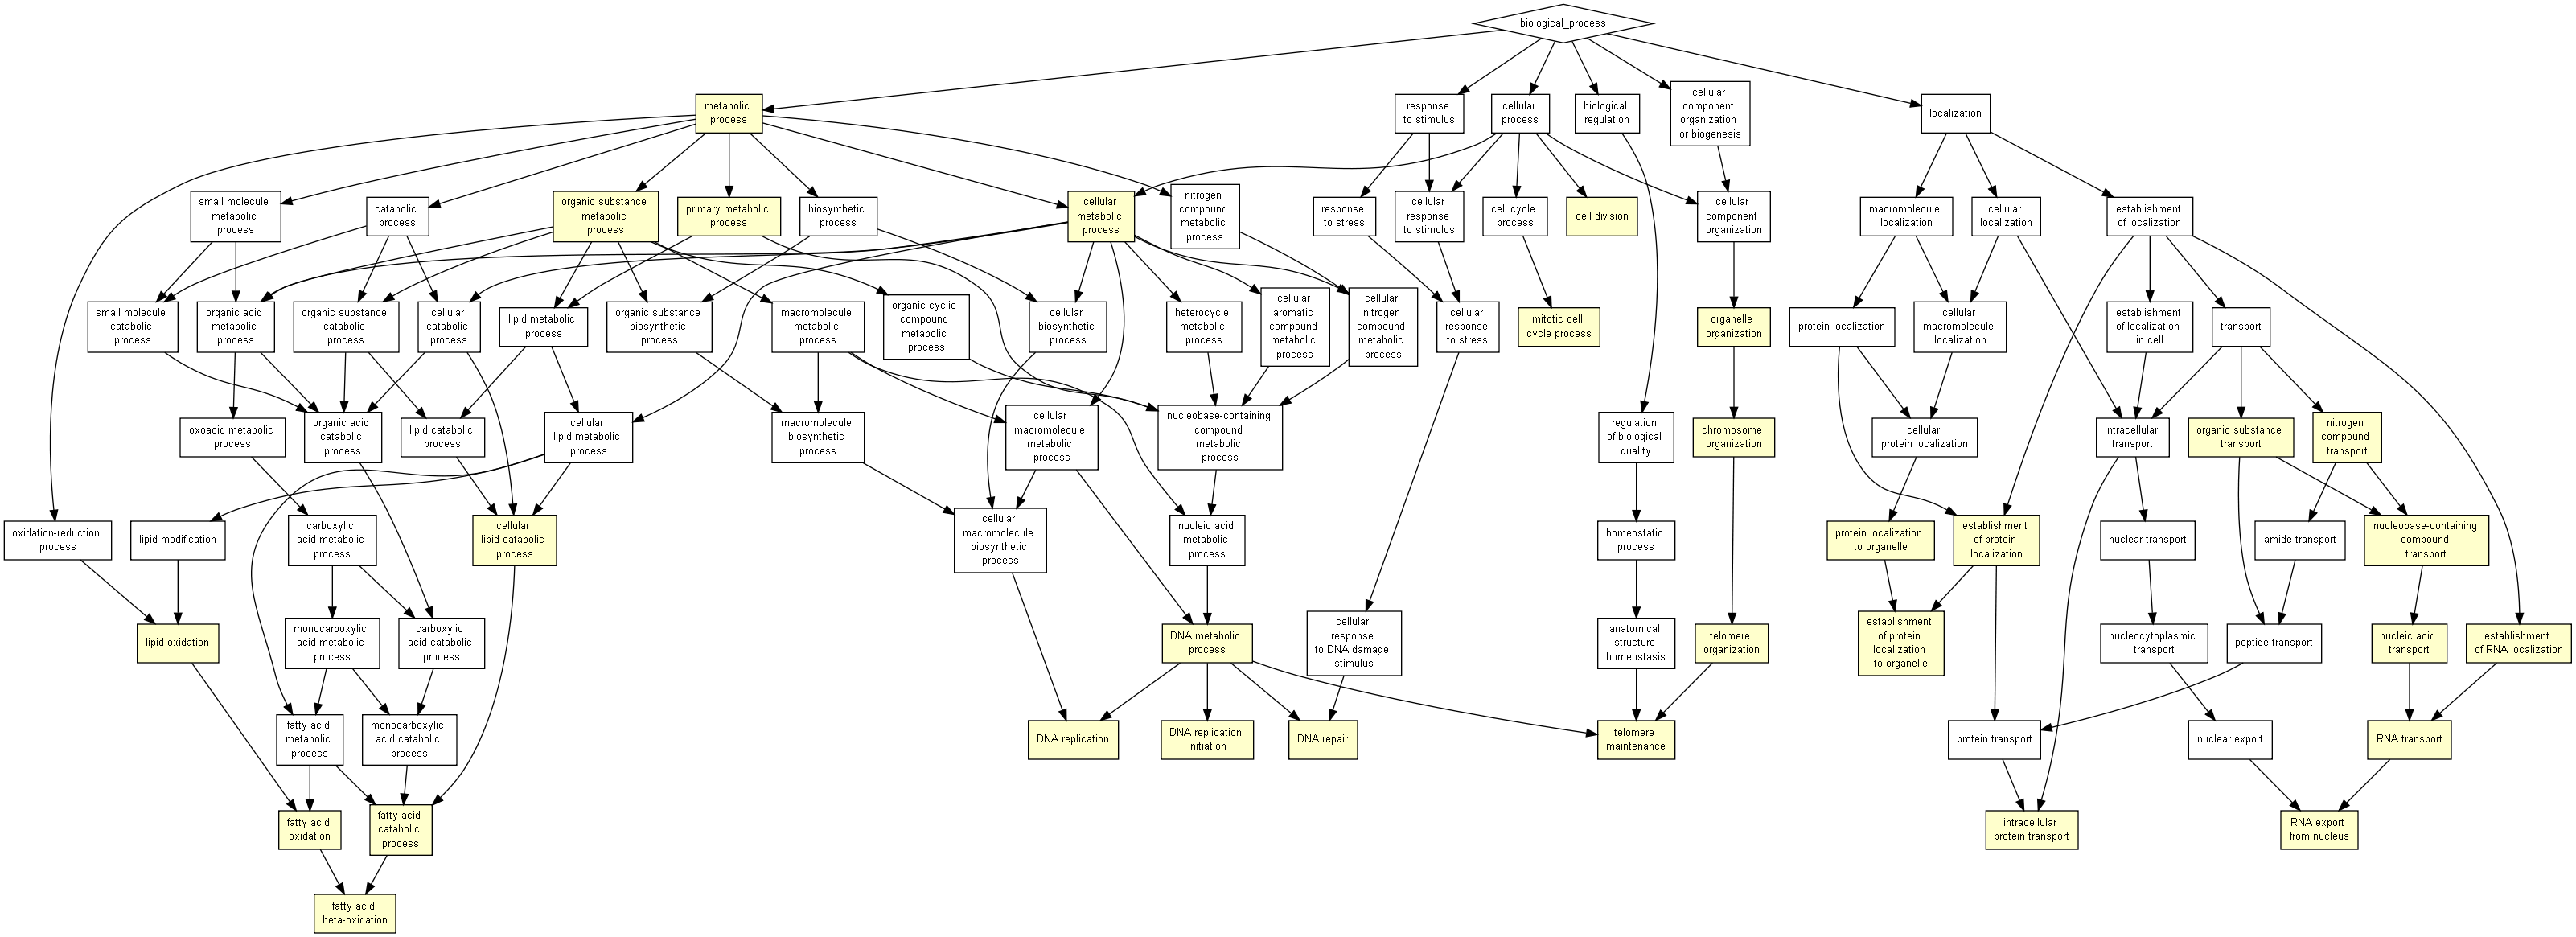 biological_process
metabolic
process
response
to stimulus
cellular
process
biological
regulation
cellular
component
organization
or biogenesis
localization
small molecule
metabolic
process
catabolic
process
organic substance
metabolic
process
primary metabolic
process
biosynthetic
process
cellular
metabolic
process
nitrogen
compound
metabolic
process
response
to stress
cellular
response
to stimulus
cell cycle
process
cell division
cellular
component
organization
macromolecule
localization
cellular
localization
establishment
of localization
small molecule
catabolic
process
organic acid
metabolic
process
organic substance
catabolic
process
cellular
catabolic
process
lipid metabolic
process
organic substance
biosynthetic
process
macromolecule
metabolic
process
organic cyclic
compound
metabolic
process
cellular
biosynthetic
process
heterocycle
metabolic
process
cellular
aromatic
compound
metabolic
process
cellular
nitrogen
compound
metabolic
process
cellular
response
to stress
mitotic cell
cycle process
organelle
organization
protein localization
cellular
macromolecule
localization
establishment
of localization
in cell
transport
oxoacid metabolic
process
organic acid
catabolic
process
lipid catabolic
process
cellular
lipid metabolic
process
macromolecule
biosynthetic
process
cellular
macromolecule
metabolic
process
nucleobase-containing
compound
metabolic
process
regulation
of biological
quality
chromosome
organization
cellular
protein localization
intracellular
transport
organic substance
transport
nitrogen
compound
transport
oxidation-reduction
process
lipid modification
carboxylic
acid metabolic
process
cellular
lipid catabolic
process
cellular
macromolecule
biosynthetic
process
nucleic acid
metabolic
process
homeostatic
process
protein localization
to organelle
establishment
of protein
localization
nuclear transport
amide transport
nucleobase-containing
compound
transport
lipid oxidation
monocarboxylic
acid metabolic
process
carboxylic
acid catabolic
process
DNA metabolic
process
cellular
response
to DNA damage
stimulus
anatomical
structure
homeostasis
telomere
organization
establishment
of protein
localization
to organelle
nucleocytoplasmic
transport
peptide transport
nucleic acid
transport
establishment
of RNA localization
fatty acid
metabolic
process
monocarboxylic
acid catabolic
process
DNA replication
DNA replication
initiation
DNA repair
telomere
maintenance
protein transport
nuclear export
RNA transport
fatty acid
oxidation
fatty acid
catabolic
process
intracellular
protein transport
RNA export
from nucleus
fatty acid
beta-oxidation